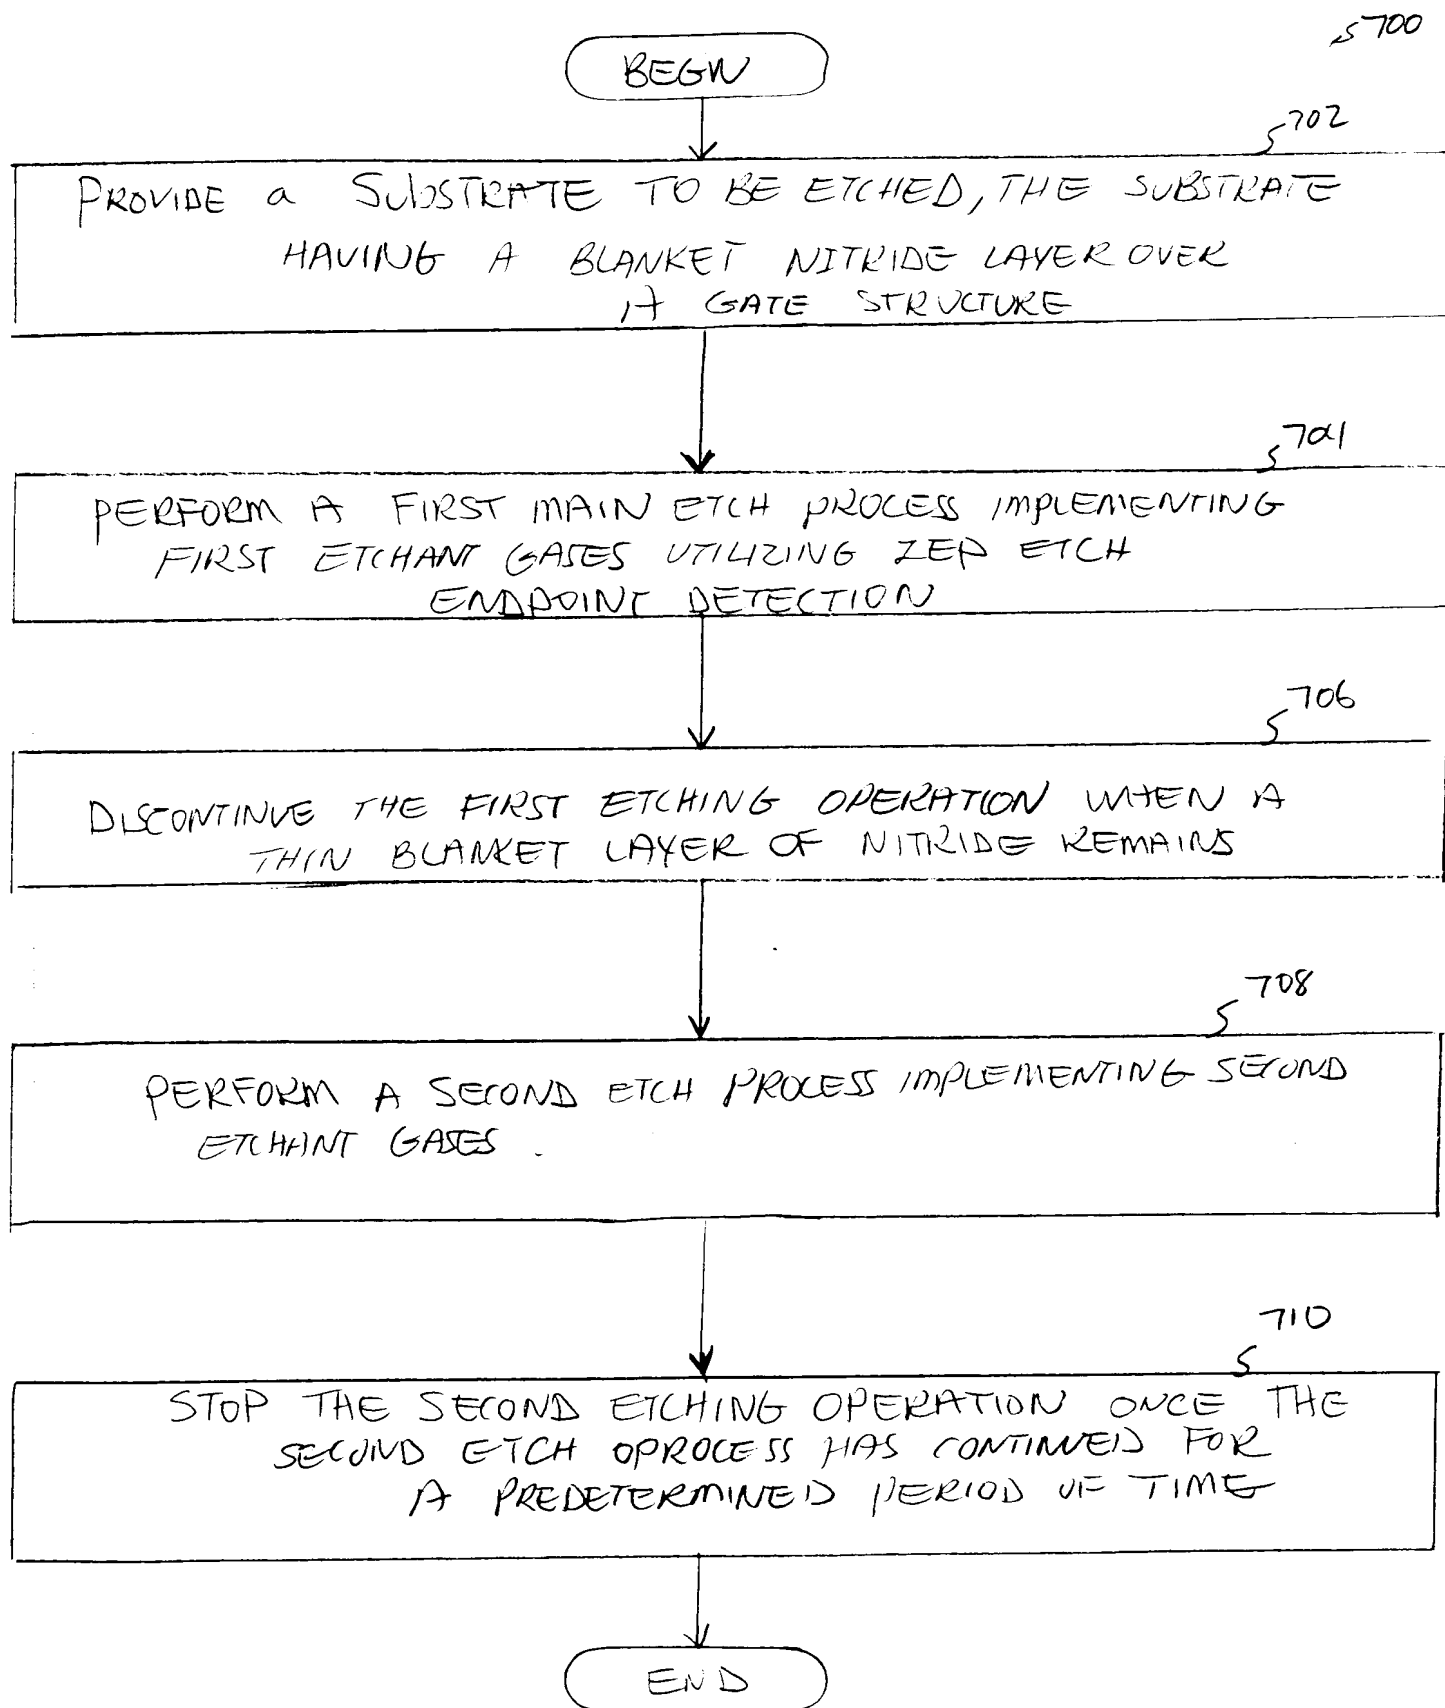 700
BEGIN
702
PROVIDE a SUBSTRATE TO BE ETCHED, THE SUBSTRATE
HAVING A BLANKET NITRIDE LAYER OVER
A GATE STRUCTURE
704
PERFORM A FIRST MAIN ETCH PROCESS IMPLEMENTING
FIRST ETCHANT GASES UTILIZING ZEP ETCH
ENDPOINT DETECTION
706
DISCONTINUE THE FIRST ETCHING OPERATION WHEN A
THIN BLANKET LAYER OF NITRIDE REMAINS
708
PERFORM A SECOND ETCH PROCESS IMPLEMENTING SECOND
ETCHANT GASES.
710
STOP THE SECOND ETCHING OPERATION ONCE THE
SECOND ETCH OPROCESS HAS CONTINUED FOR
A PREDETERMINED PERIOD OF TIME
END